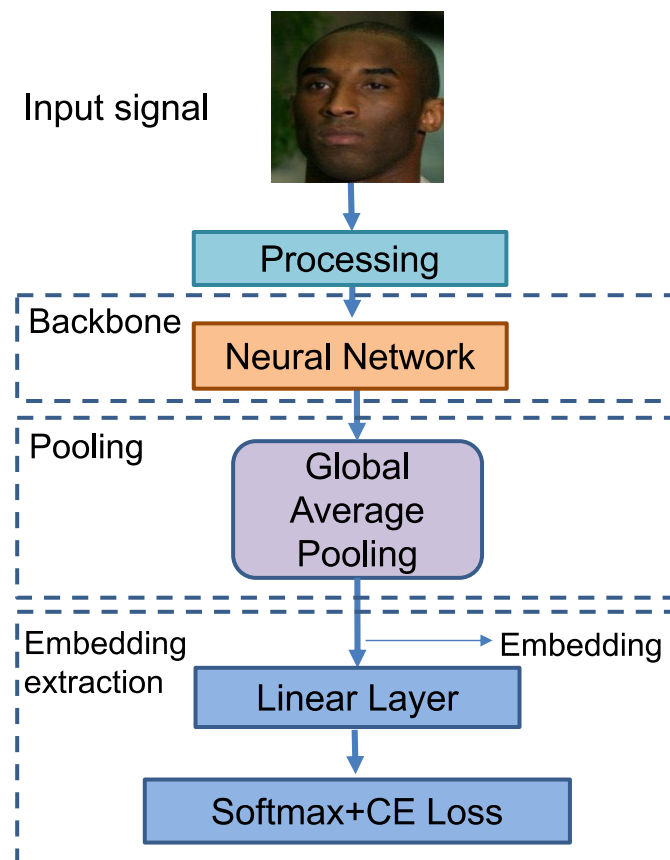 Input signal
Processing
Backbone
Neural Network
Pooling
Global
Average
Pooling
Embedding
extraction
Embedding
Linear Layer
Softmax+CE Loss